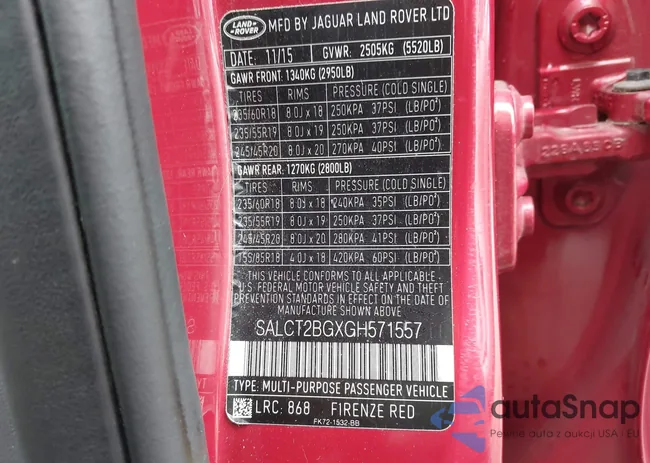 LAND
ROVER
MFD BY JAGUAR LAND ROVER LTD
DATE: 11/15 GVWR: 2505KG (5520LB)
GAWR FRONT: 1340KG (2950LB)
TIRES RIMS PRESSURE (COLD SINGLE)
235/60R18 8.0J x 18 250KPA 37PSI (LB/PO²)
235/55R19 8.0J x 19 250KPA 37PSI (LB/PO²)
245/45R20 8.0J x 20 270KPA 40PSI (LB/PO²)
GAWR REAR: 1270KG (2800LB)
TIRES RIMS PRESSURE (COLD SINGLE)
235/60R18 8.0J x 18 240KPA 35PSI (LB/PO²)
235/55R19 8.0J x 19 250KPA 37PSI (LB/PO²)
245/45R20 8.0J x 20 280KPA 41PSI (LB/PO²)
155/85R18 4.0J x 18 420KPA 60PSI (LB/PO²)
THIS VEHICLE CONFORMS TO ALL APPLICABLE
U.S. FEDERAL MOTOR VEHICLE SAFETY AND THEFT
PREVENTION STANDARDS IN EFFECT ON THE DATE
OF MANUFACTURE SHOWN ABOVE
SALCT2BGXGH571557
TYPE: MULTI-PURPOSE PASSENGER VEHICLE
LRC: 868 FIRENZE RED
FK72-1532-BB
autoSnap
Pewne auta z aukcji USA - EU